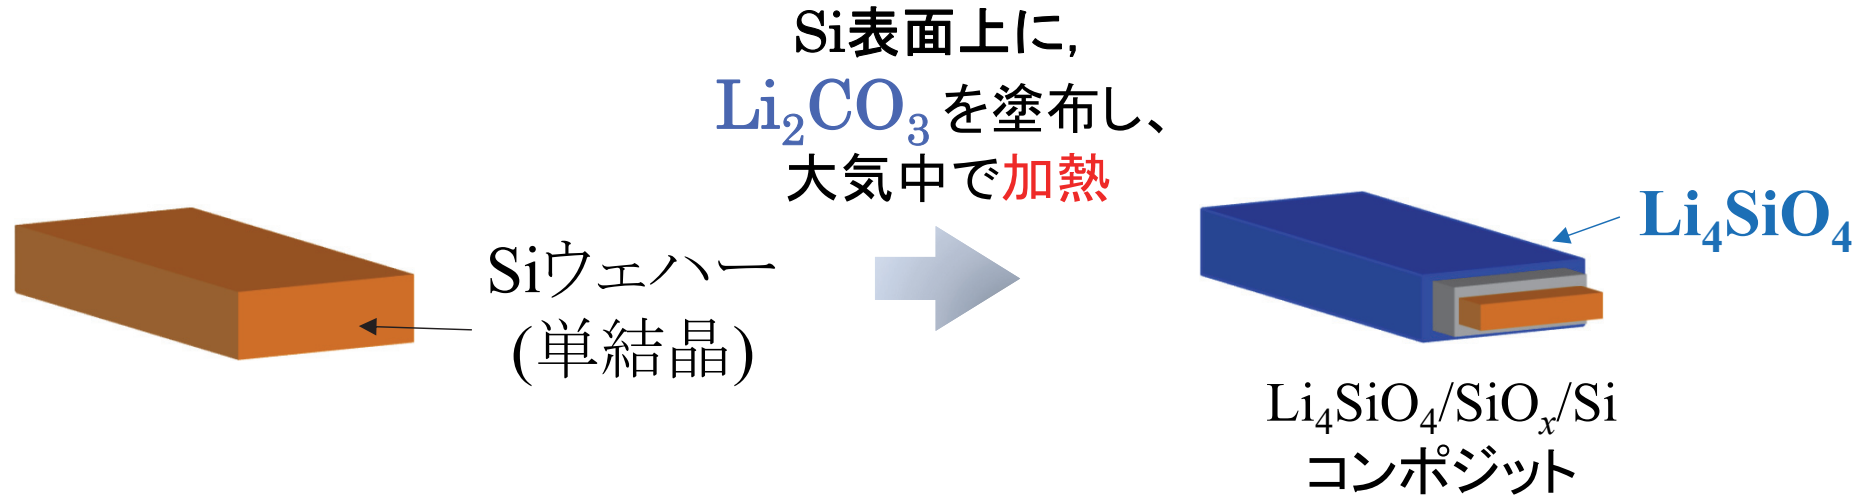 Si表面上に,
Li₂CO₃ を塗布し、
大気中で加熱
Siウェハー
(単結晶)
Li₄SiO₄
Li₄SiO₄/SiOₓ/Si
コンポジット